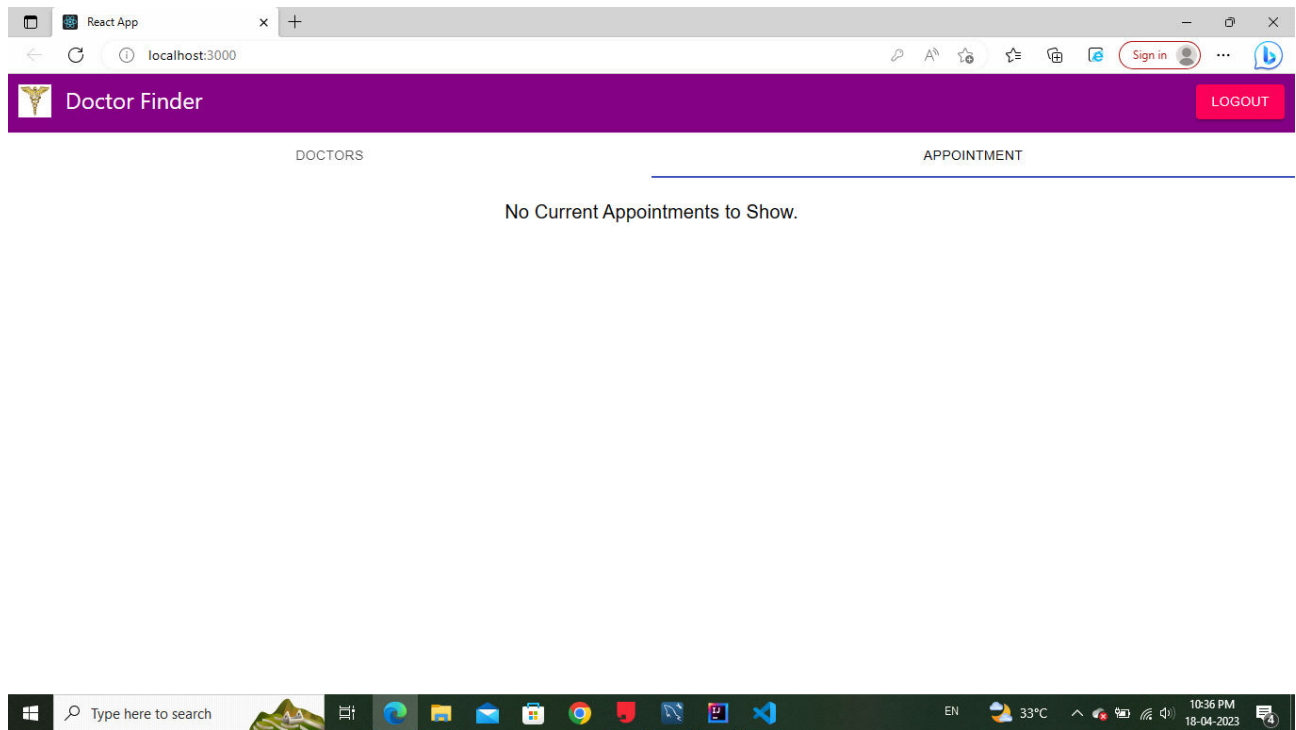 React App
localhost:3000
Sign in
Doctor Finder
LOGOUT
DOCTORS
APPOINTMENT
No Current Appointments to Show.
Type here to search
EN
33°C
10:36 PM
18-04-2023
4